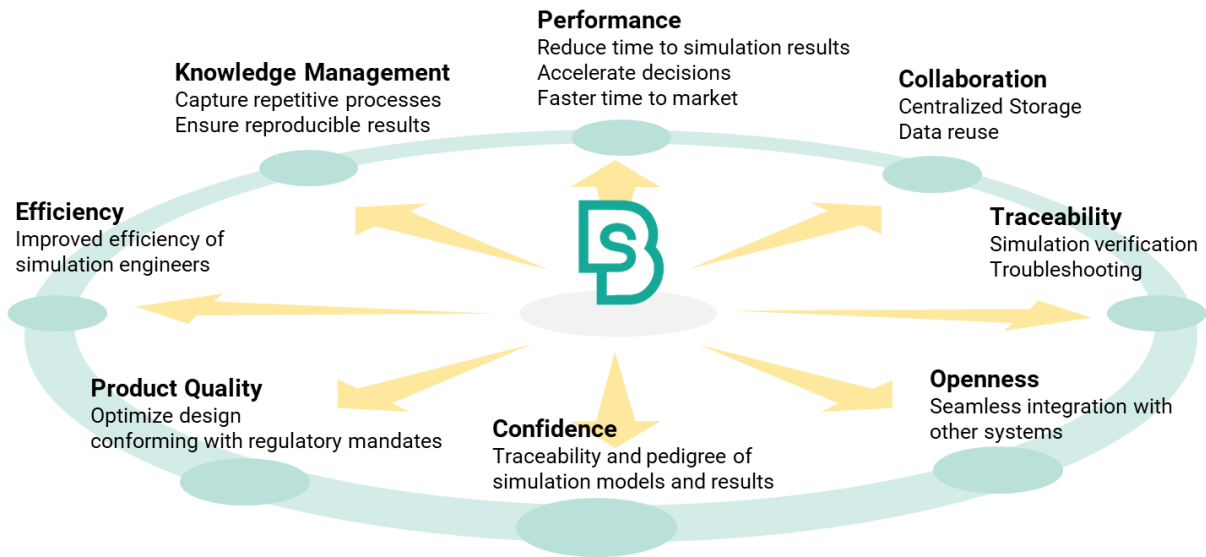 Performance
Reduce time to simulation results
Accelerate decisions
Faster time to market
Knowledge Management
Capture repetitive processes
Ensure reproducible results
Collaboration
Centralized Storage
Data reuse
Efficiency
Improved efficiency of
simulation engineers
Traceability
Simulation verification
Troubleshooting
Product Quality
Optimize design
conforming with regulatory mandates
Confidence
Traceability and pedigree of
simulation models and results
Openness
Seamless integration with
other systems